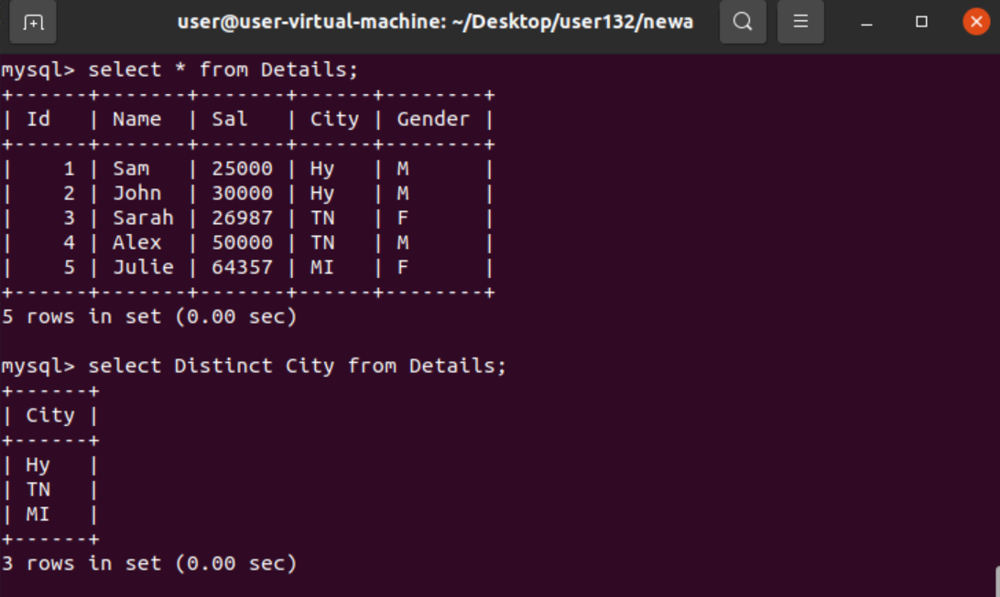 user@user-virtual-machine: ~/Desktop/user132/newa
mysql> select * from Details;
+------+-------+-------+------+--------+
| Id   | Name  | Sal   | City | Gender |
+------+-------+-------+------+--------+
|    1 | Sam   | 25000 | Hy   | M      |
|    2 | John  | 30000 | Hy   | M      |
|    3 | Sarah | 26987 | TN   | F      |
|    4 | Alex  | 50000 | TN   | M      |
|    5 | Julie | 64357 | MI   | F      |
+------+-------+-------+------+--------+
5 rows in set (0.00 sec)
mysql> select Distinct City from Details;
+------+
| City |
+------+
| Hy   |
| TN   |
| MI   |
+------+
3 rows in set (0.00 sec)